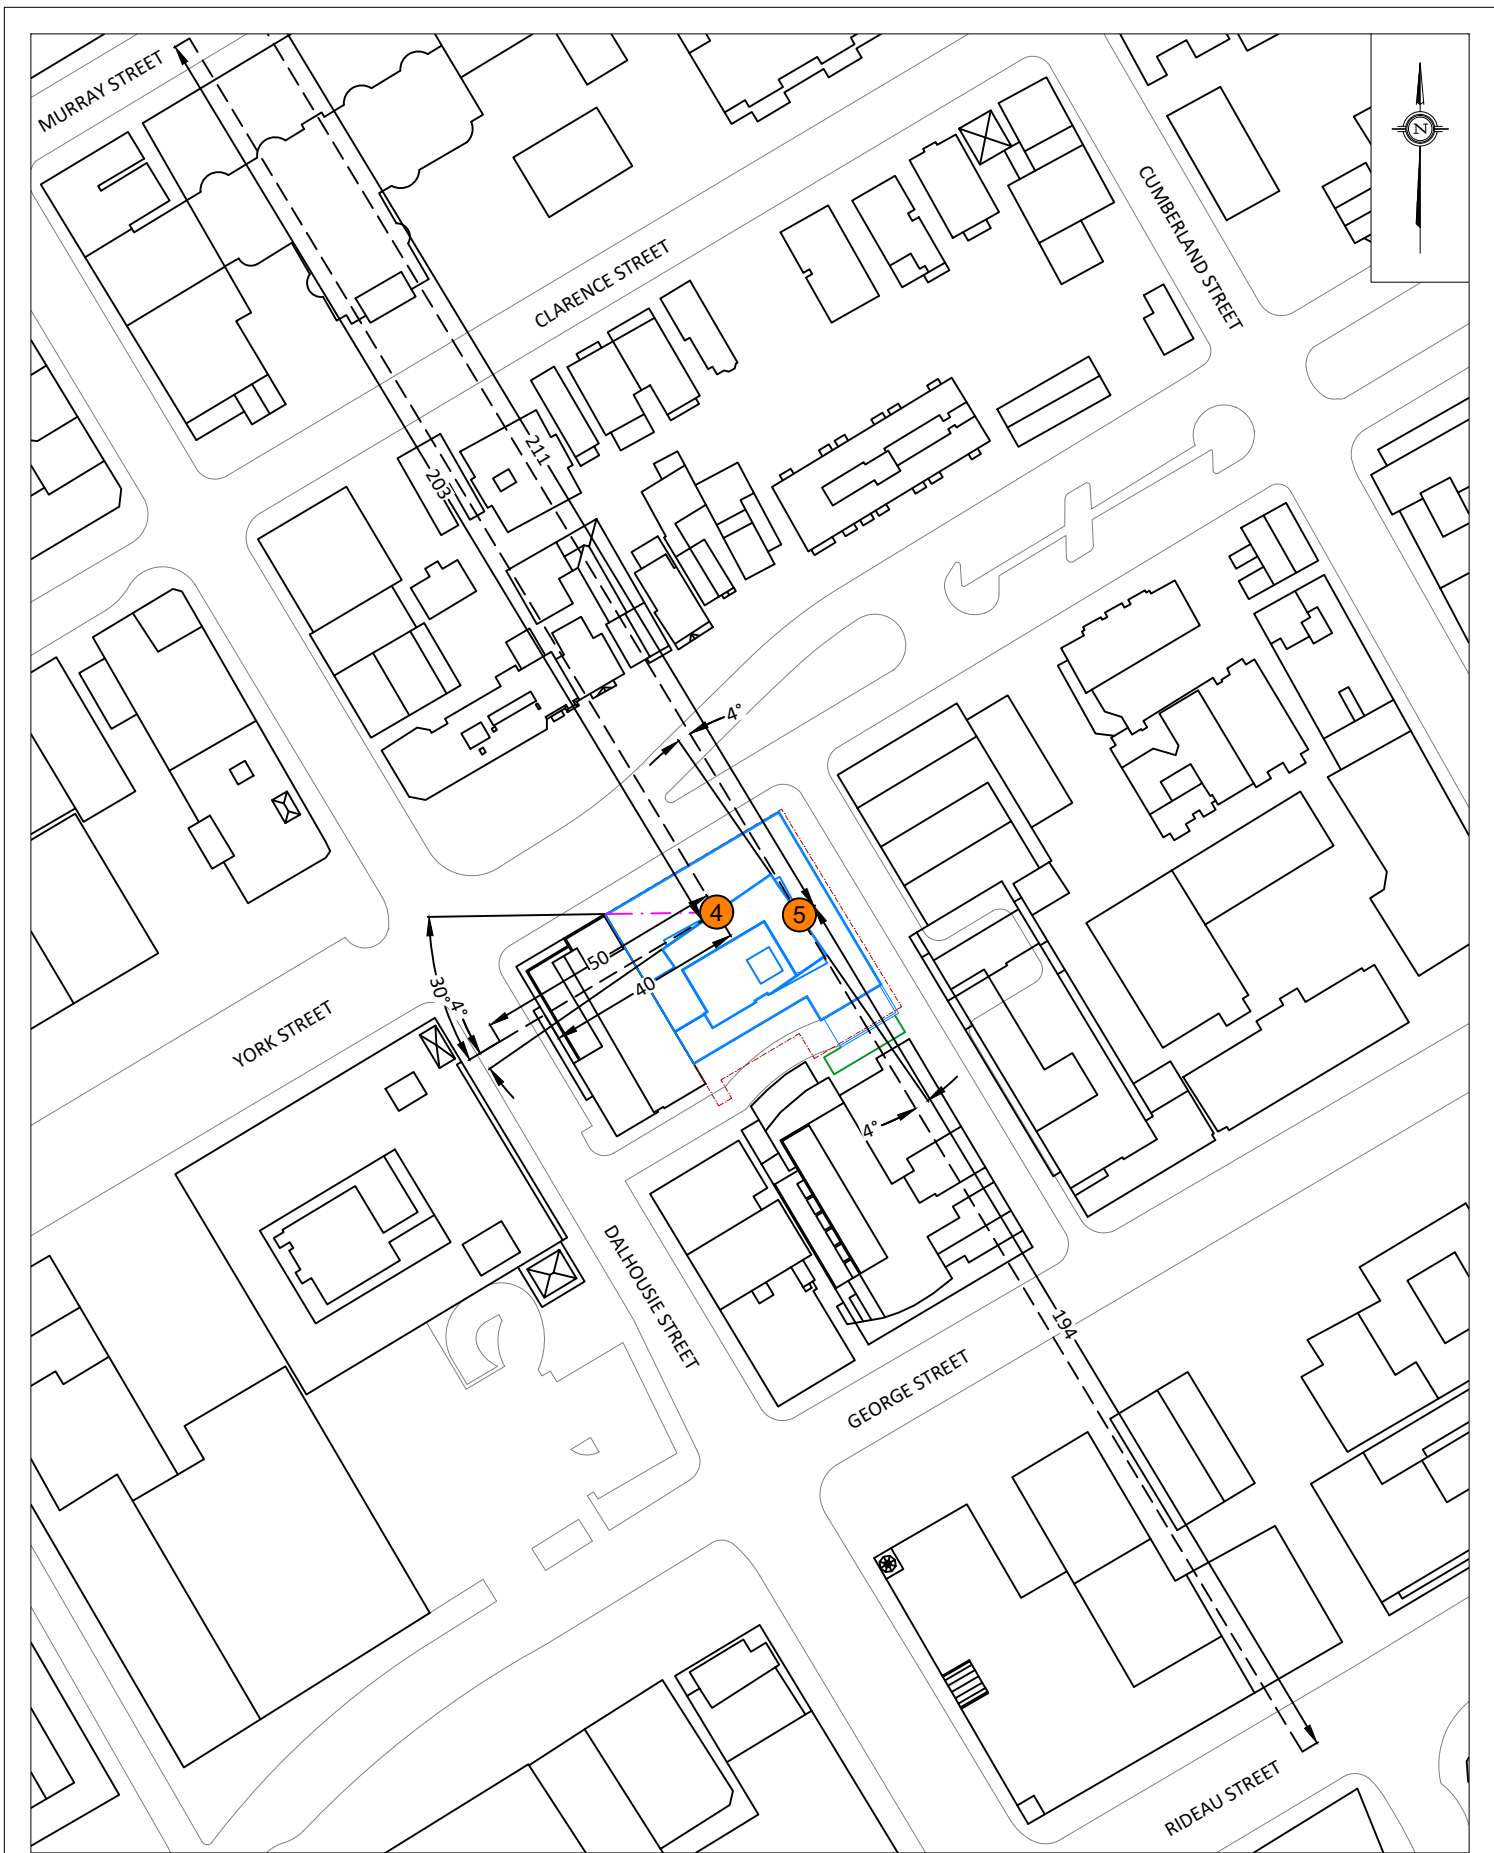 MURRAY STREET
N
CUMBERLAND STREET
CLARENCE STREET
211
203
4°
4
5
50
40
30°
4°
YORK STREET
4°
DALHOUSIE STREET
194
GEORGE STREET
RIDEAU STREET